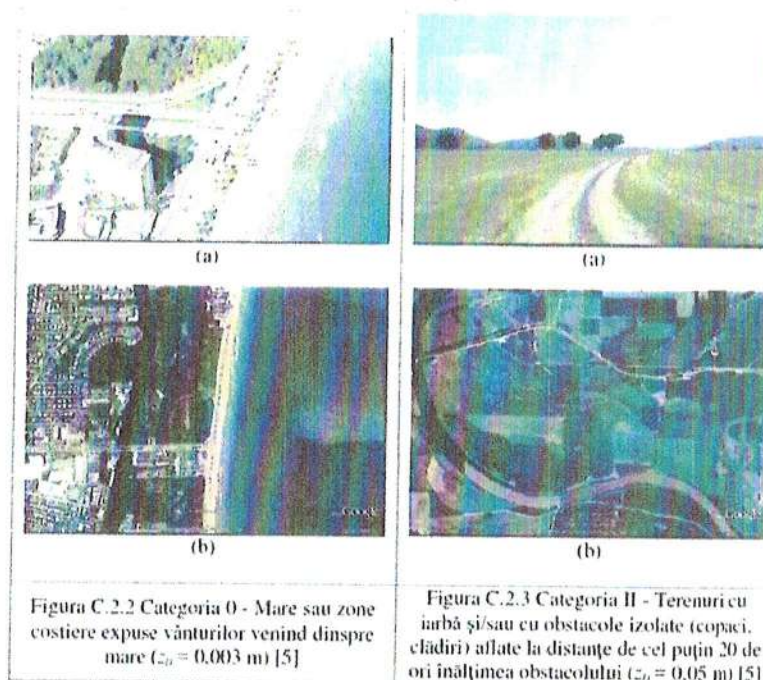 (a)
(a)
Google
Google
(b)
(b)
Figura C.2.2 Categoria 0 - Mare sau zone
costiere expuse vânturilor venind dinspre
mare (z₀ = 0.003 m) [5]
Figura C.2.3 Categoria II - Terenuri cu
iarbă şi/sau cu obstacole izolate (copaci,
clădiri) aflate la distanţe de cel puţin 20 de
ori înălţimea obstacolului (z₀ = 0.05 m) [5]